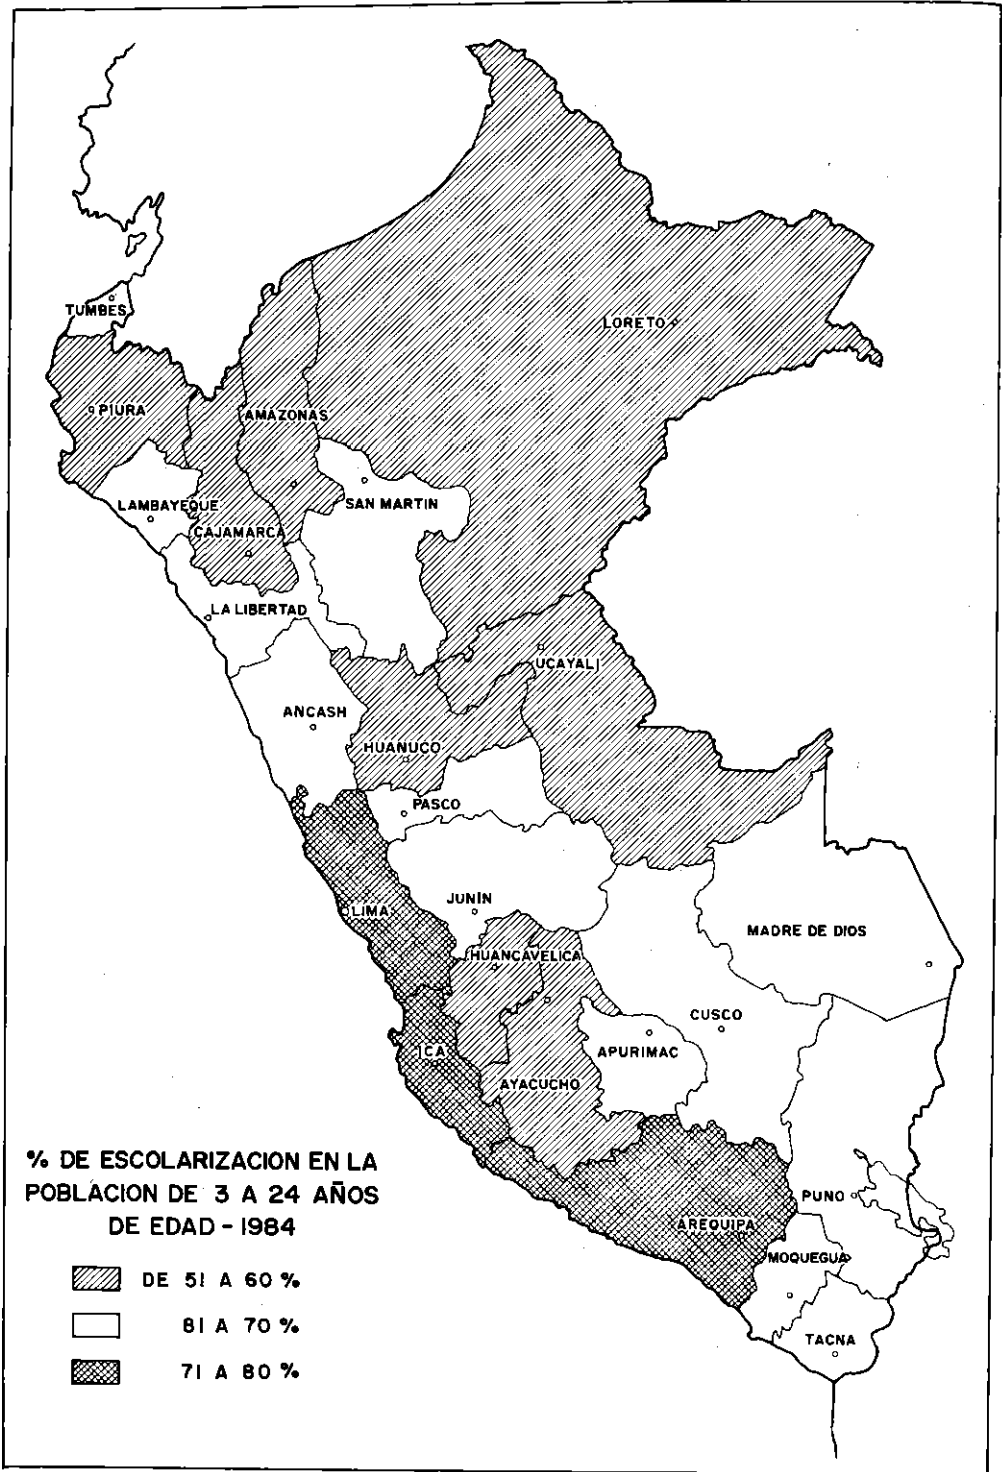 LORETO
TUMBES
PIURA
AMAZONAS
SAN MARTIN
LAMBAYEQUE
CAJAMARCA
LA LIBERTAD
UCAYALI
ANCASH
HUANUCO
PASCO
JUNÍN
LIMA
MADRE DE DIOS
HUANCAVELICA
CUSCO
ICA
APURIMAC
AYACUCHO
% DE ESCOLARIZACION EN LA
POBLACION DE 3 A 24 AÑOS
DE EDAD - 1984
PUNO
AREQUIPA
MOQUEGUA
DE 51 A 60 %
81 A 70 %
TACNA
71 A 80 %